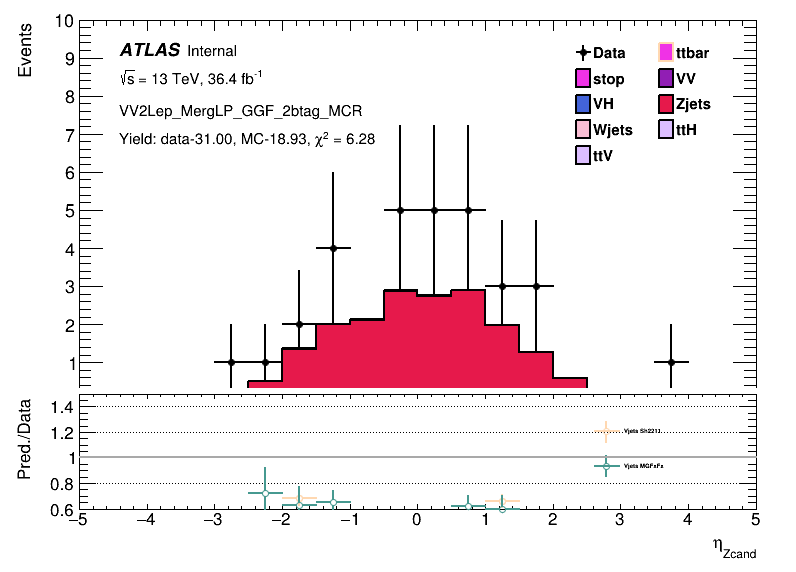 10
Events
9
8
7
6
5
4
3
2
1
ATLAS Internal
√s = 13 TeV, 36.4 fb⁻¹
VV2Lep_MergLP_GGF_2btag_MCR
Yield: data-31.00, MC-18.93, χ² = 6.28
Data
ttbar
stop
VV
VH
Zjets
Wjets
ttH
ttV
Pred./Data
1.4
1.2
1
0.8
0.6
Vjets Sh2211
Vjets MGFxFx
−5 −4 −3 −2 −1 0 1 2 3 4 5
η Zcand